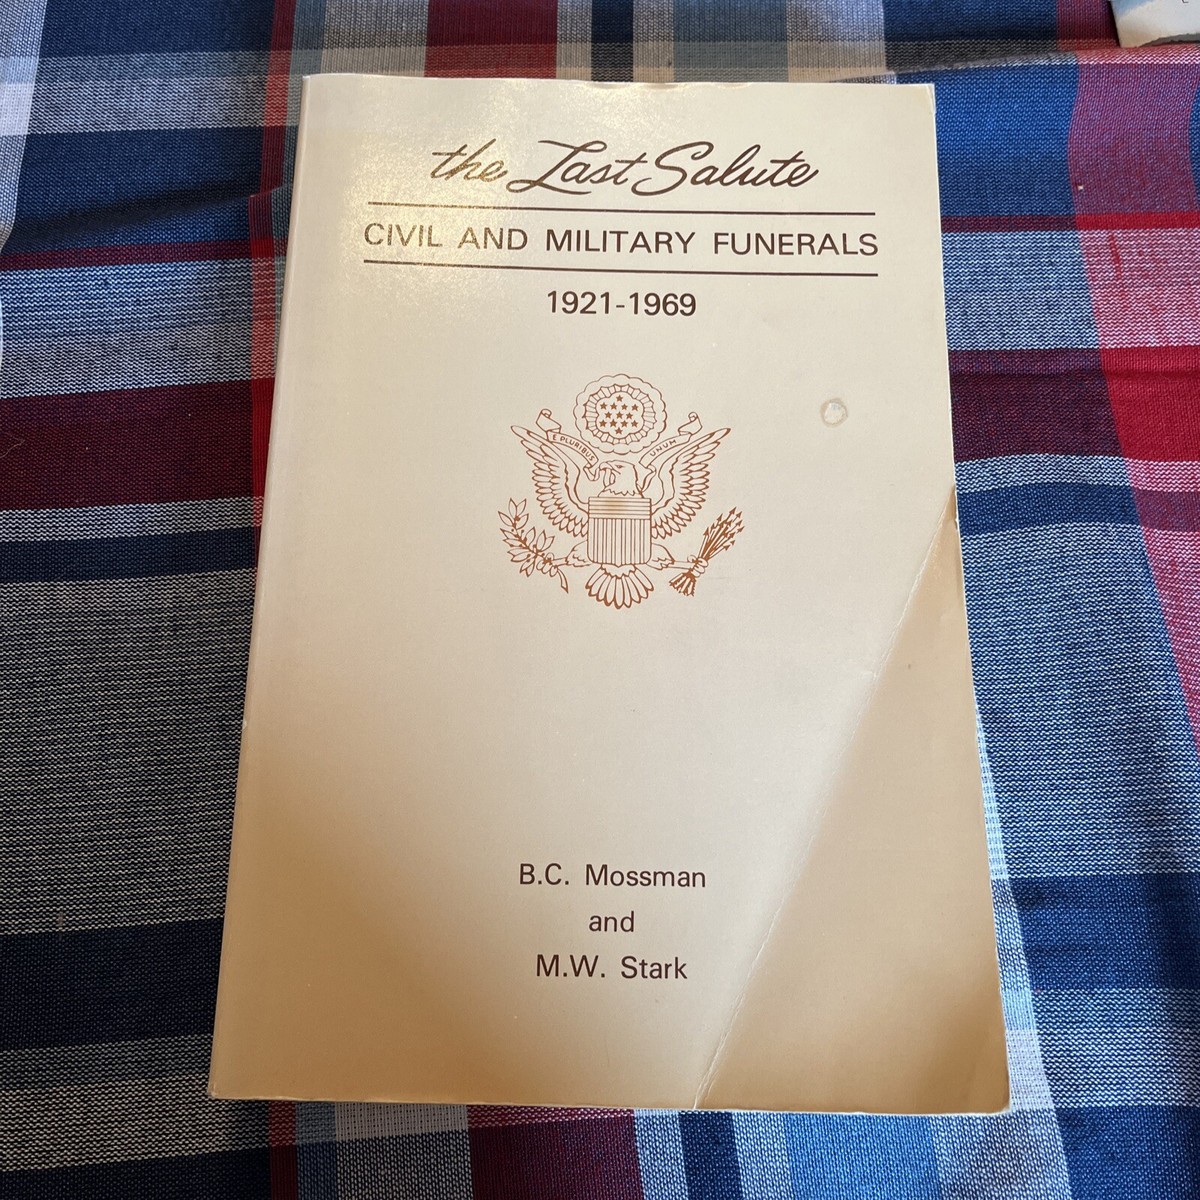 the Last Salute
CIVIL AND MILITARY FUNERALS
1921-1969
E PLURIBUS UNUM
B.C. Mossman
and
M.W. Stark